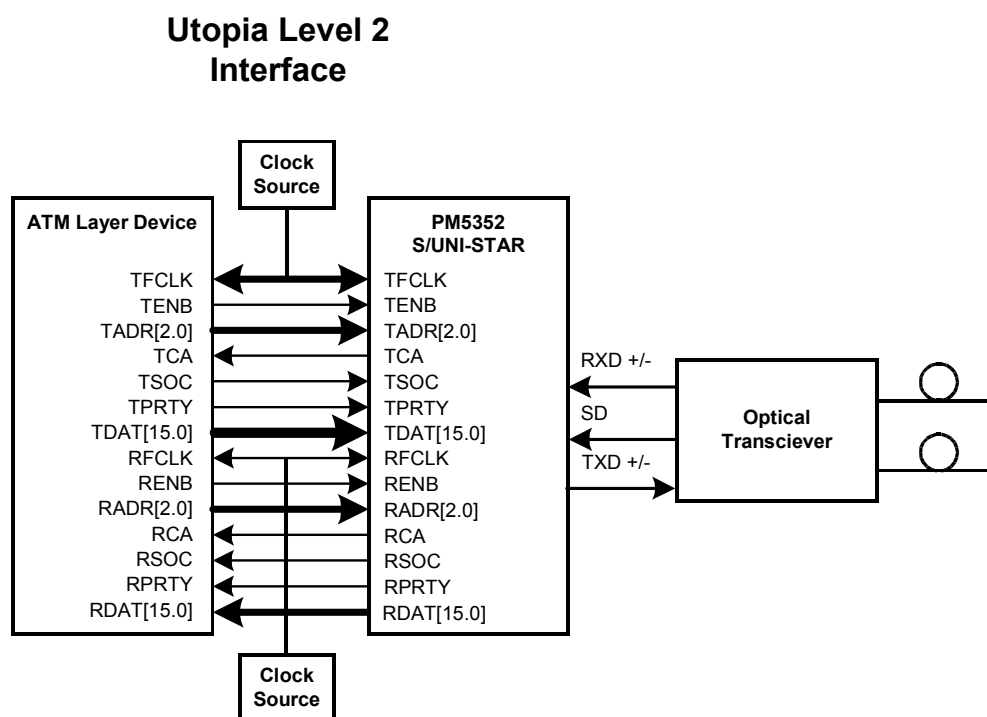 Utopia Level 2
Interface
Clock
Source
ATM Layer Device
TFCLK
TENB
TADR[2.0]
TCA
TSOC
TPRTY
TDAT[15.0]
RFCLK
RENB
RADR[2.0]
RCA
RSOC
RPRTY
RDAT[15.0]
PM5352
S/UNI-STAR
TFCLK
TENB
TADR[2.0]
TCA
TSOC
TPRTY
TDAT[15.0]
RFCLK
RENB
RADR[2.0]
RCA
RSOC
RPRTY
RDAT[15.0]
RXD +/-
SD
TXD +/-
Optical
Transciever
Clock
Source